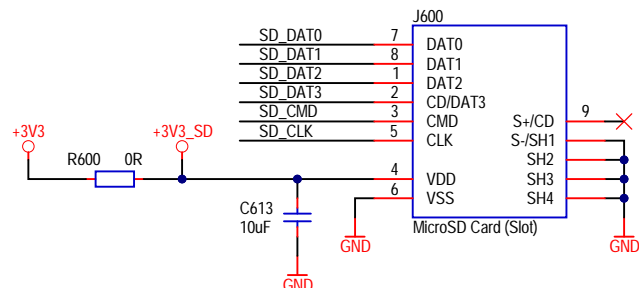 J600
SD_DAT0 7 DAT0
SD_DAT1 8 DAT1
SD_DAT2 1 DAT2
SD_DAT3 2 CD/DAT3
SD_CMD 3 CMD S+/CD 9
SD_CLK 5 CLK S-/SH1
+3V3 +3V3_SD
SH2
R600 0R
4 VDD SH3
6 VSS SH4
C613
10uF
MicroSD Card (Slot)
GND
GND
GND